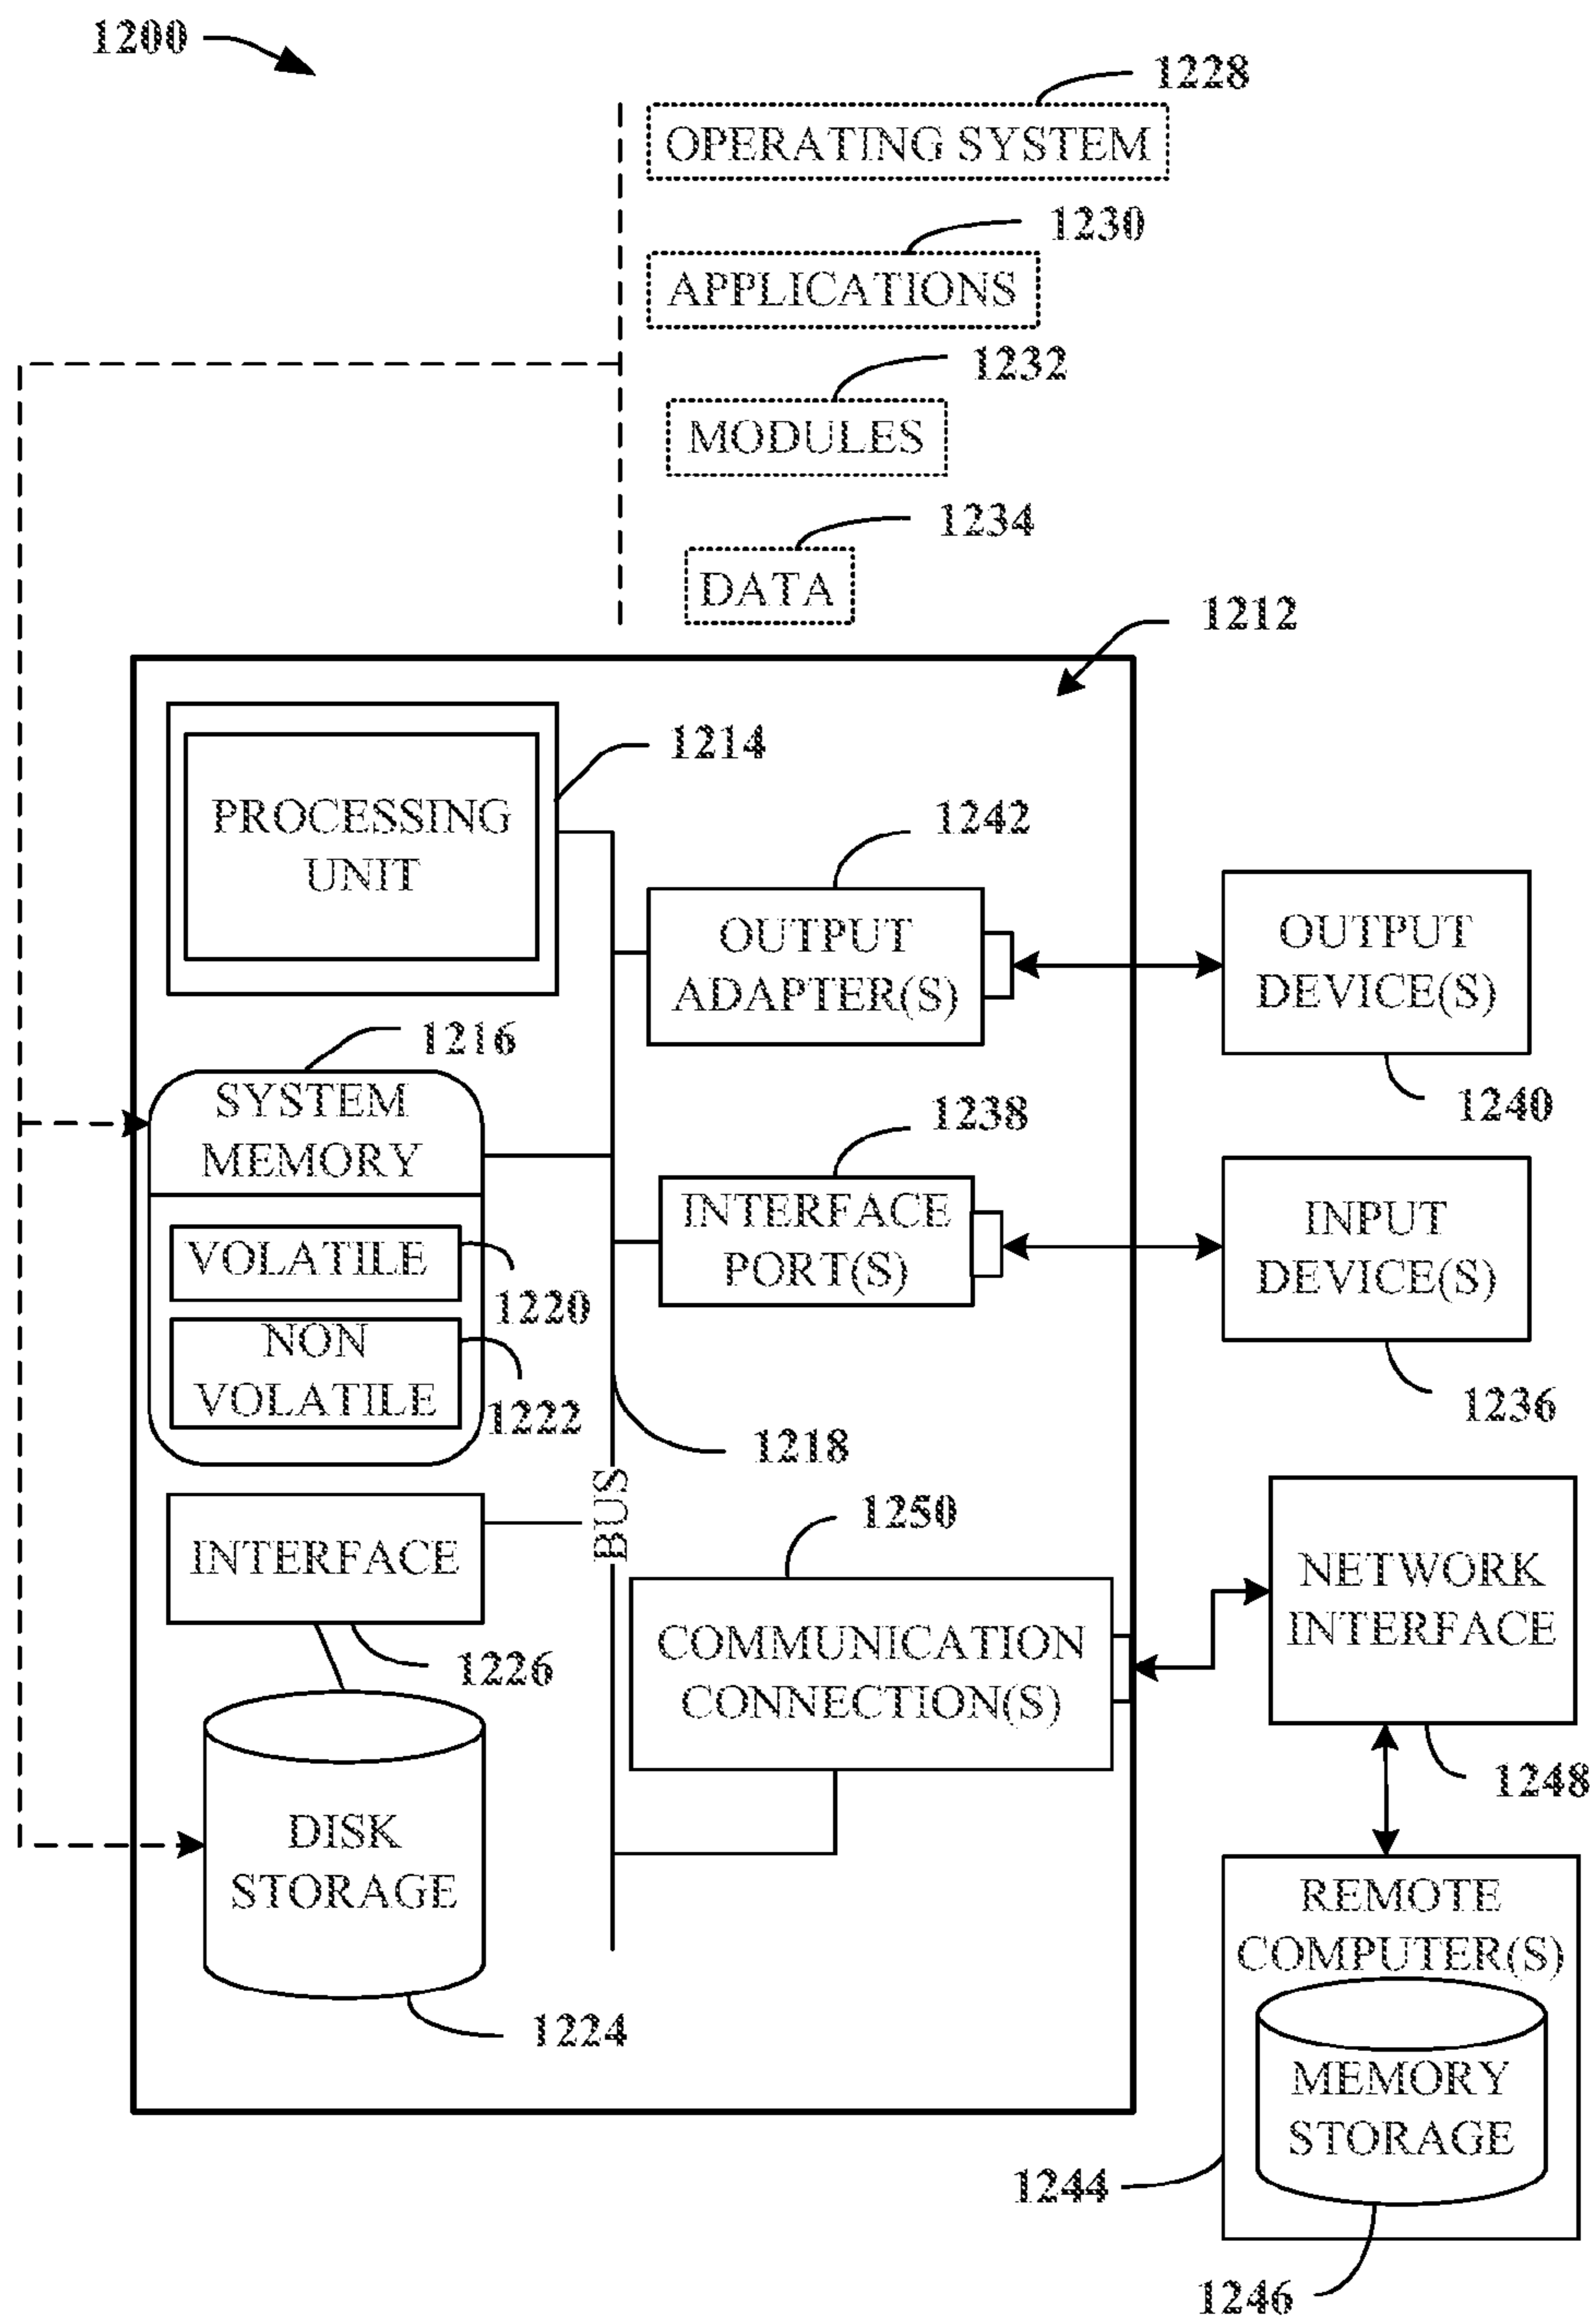 1200
1228
OPERATING SYSTEM
1230
APPLICATIONS
1232
MODULES
1234
DATA
1212
1214
PROCESSING
UNIT
1242
OUTPUT
ADAPTER(S)
OUTPUT
DEVICE(S)
1240
1216
SYSTEM
MEMORY
1238
INTERFACE
PORT(S)
INPUT
DEVICE(S)
1236
VOLATILE
1220
NON
VOLATILE
1222
1218
BUS
INTERFACE
1226
1250
COMMUNICATION
CONNECTION(S)
NETWORK
INTERFACE
1248
DISK
STORAGE
1224
REMOTE
COMPUTER(S)
MEMORY
STORAGE
1244
1246